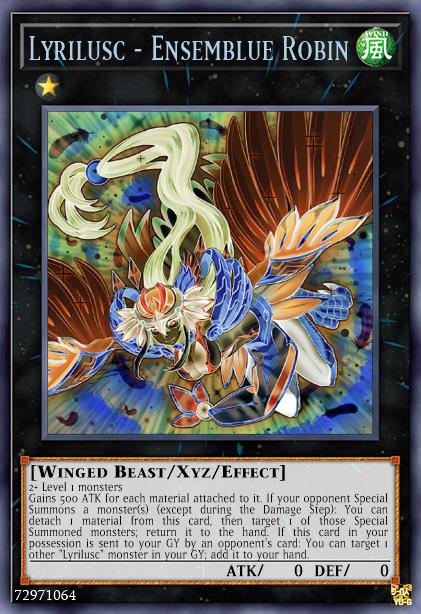 Lyrilusc - Ensemblue Robin
WIND
風
[Winged Beast/Xyz/Effect]
2+ Level 1 monsters
Gains 500 ATK for each material attached to it. If your opponent Special
Summons a monster(s) (except during the Damage Step): You can
detach 1 material from this card, then target 1 of those Special
Summoned monsters; return it to the hand. If this card in your
possession is sent to your GY by an opponent's card: You can target 1
other "Lyrilusc" monster in your GY; add it to your hand.
ATK/ 0 DEF/ 0
72971064